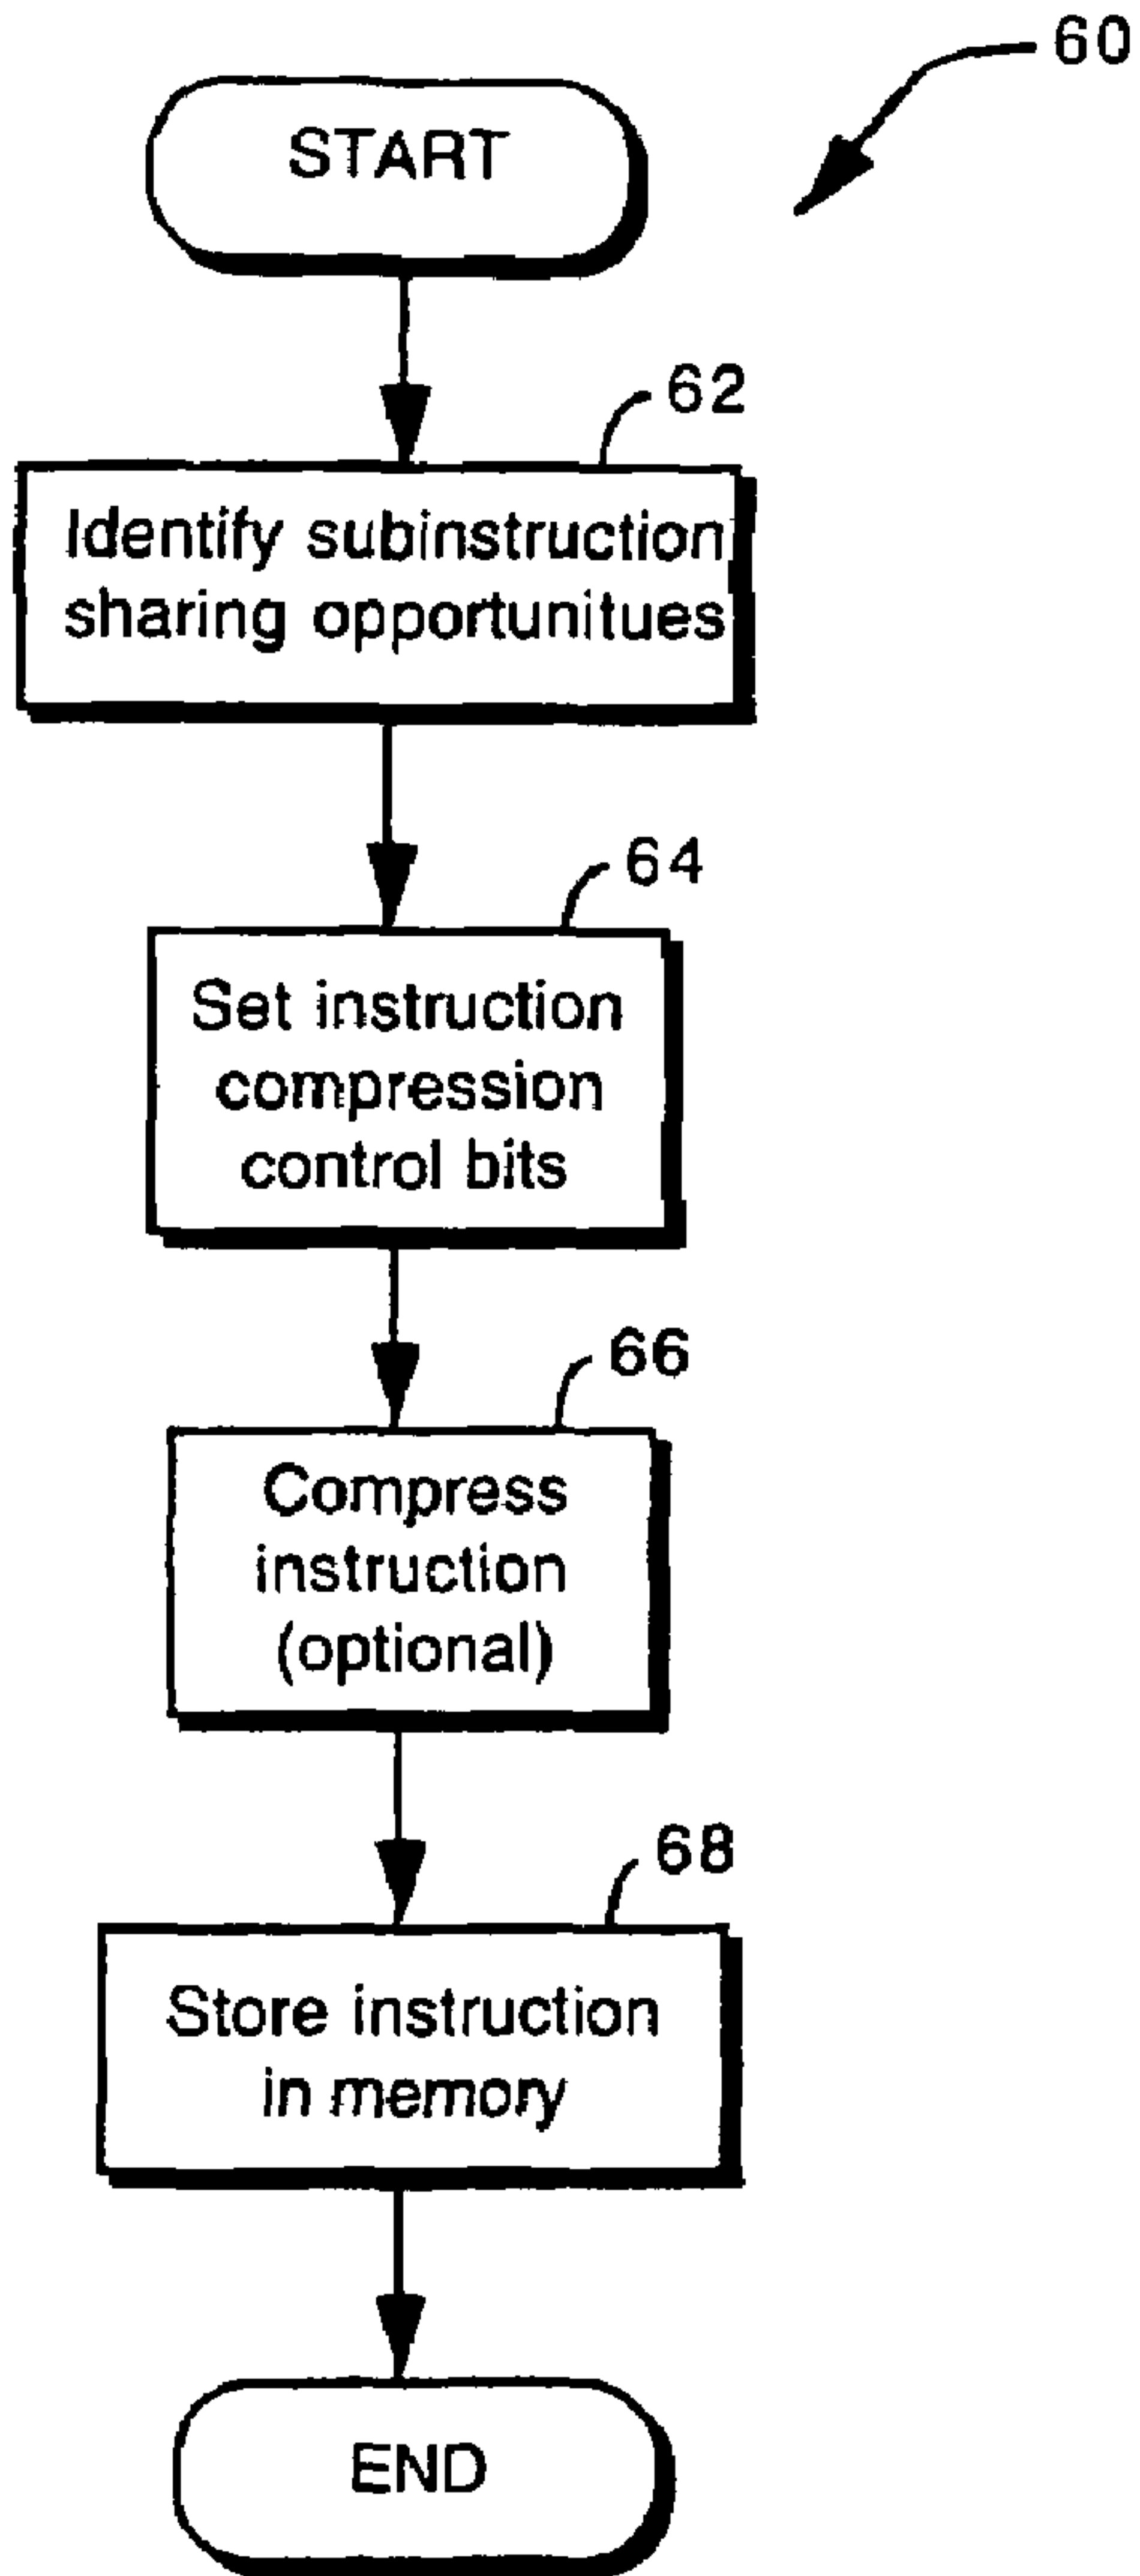 60
START
62
Identify subinstruction
sharing opportunitues
64
Set instruction
compression
control bits
66
Compress
instruction
(optional)
68
Store instruction
in memory
END